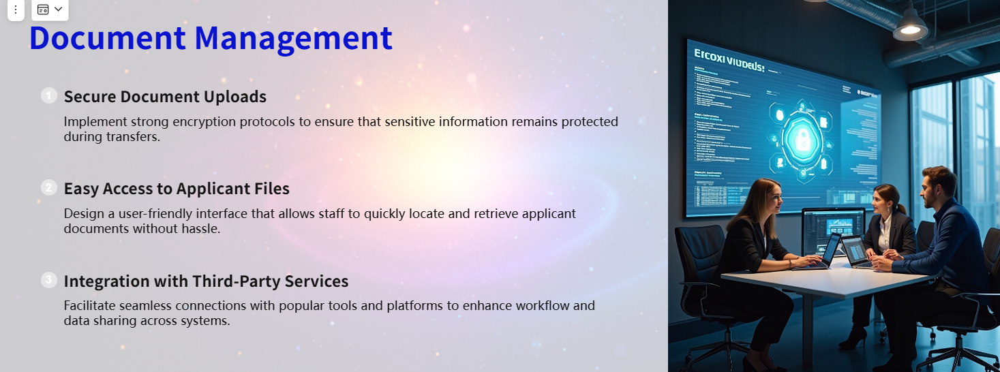 Document Management
1
Secure Document Uploads
Implement strong encryption protocols to ensure that sensitive information remains protected
during transfers.
2
Easy Access to Applicant Files
Design a user-friendly interface that allows staff to quickly locate and retrieve applicant
documents without hassle.
3
Integration with Third-Party Services
Facilitate seamless connections with popular tools and platforms to enhance workflow and
data sharing across systems.